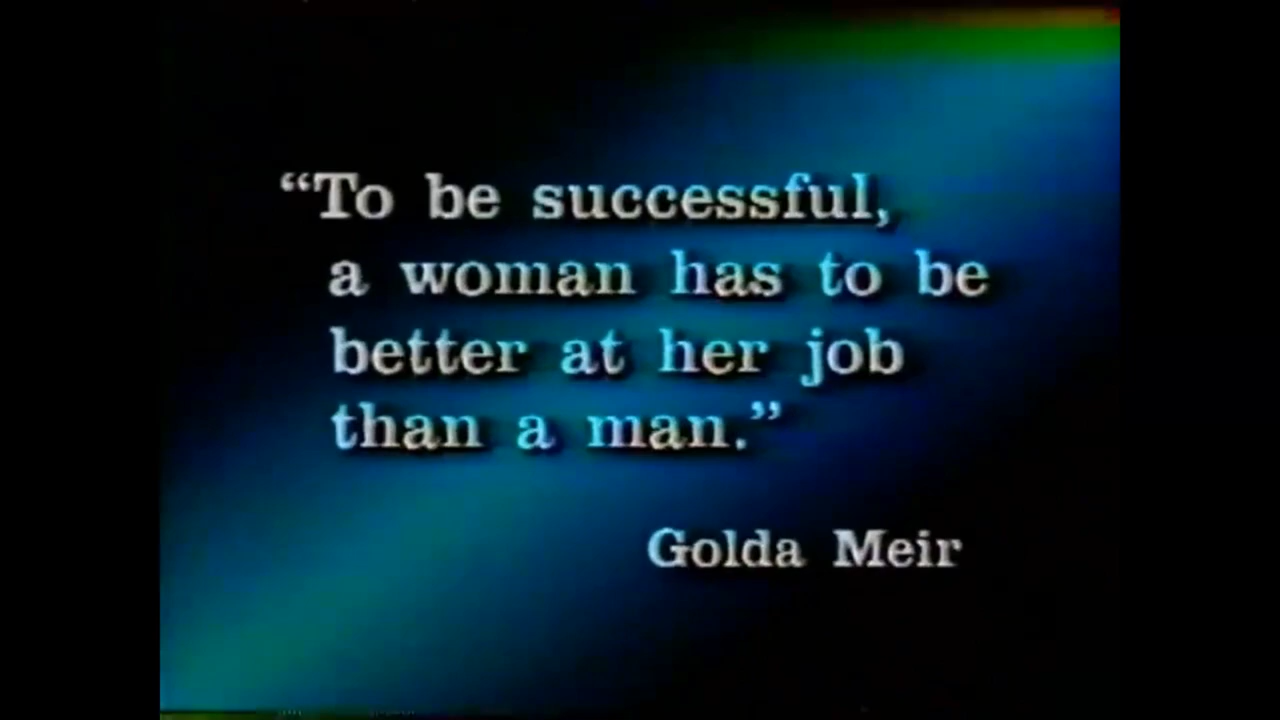 “To be successful,
a woman has to be
better at her job
than a man.”
Golda Meir